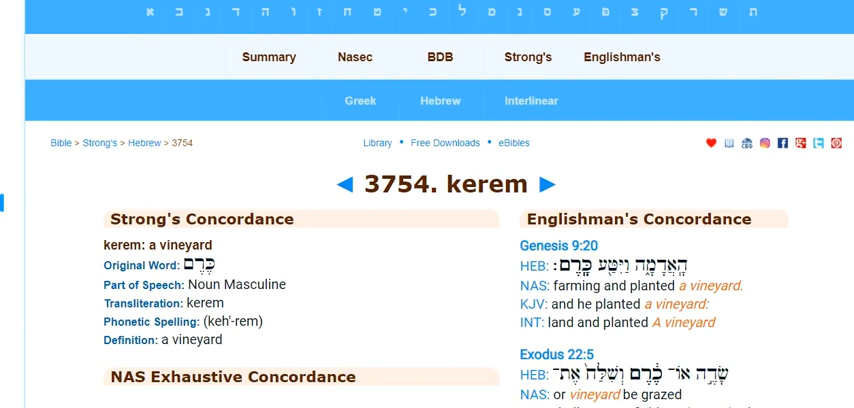 א ב ג ד ה ו ז ח ט י כ ל מ נ ס ע פ צ ק ר ש ת
Summary Nasec BDB Strong's Englishman's
Greek Hebrew Interlinear
Bible > Strong's > Hebrew > 3754
Library • Free Downloads • eBibles
◄ 3754. kerem ►
Strong's Concordance
kerem: a vineyard
Original Word: כֶּרֶם
Part of Speech: Noun Masculine
Transliteration: kerem
Phonetic Spelling: (keh'-rem)
Definition: a vineyard
NAS Exhaustive Concordance
Englishman's Concordance
Genesis 9:20
HEB: הָֽאֲדָמָ֑ה וַיִּטַּ֖ע כָּֽרֶם׃
NAS: farming and planted a vineyard.
KJV: and he planted a vineyard:
INT: land and planted A vineyard
Exodus 22:5
HEB: שָׂדֶ֣ה אוֹ־ כֶ֔רֶם וְשִׁלַּח֙ אֶת־
NAS: or vineyard be grazed